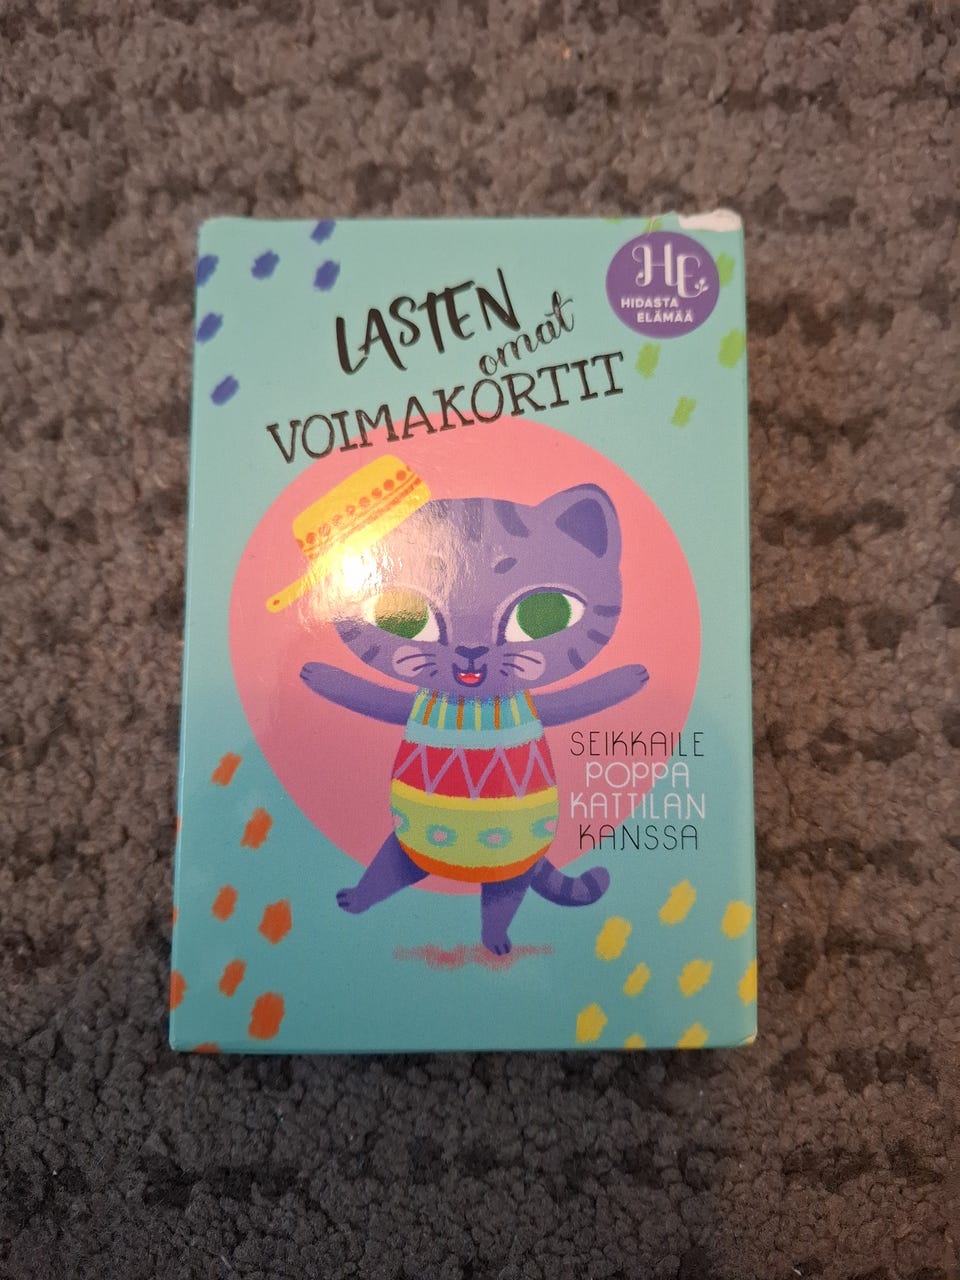 HE
HIDASTA
ELÄMÄÄ
LASTEN
omat
VOIMAKORTIT
SEIKKAILE
POPPA
KATTILAN
KANSSA